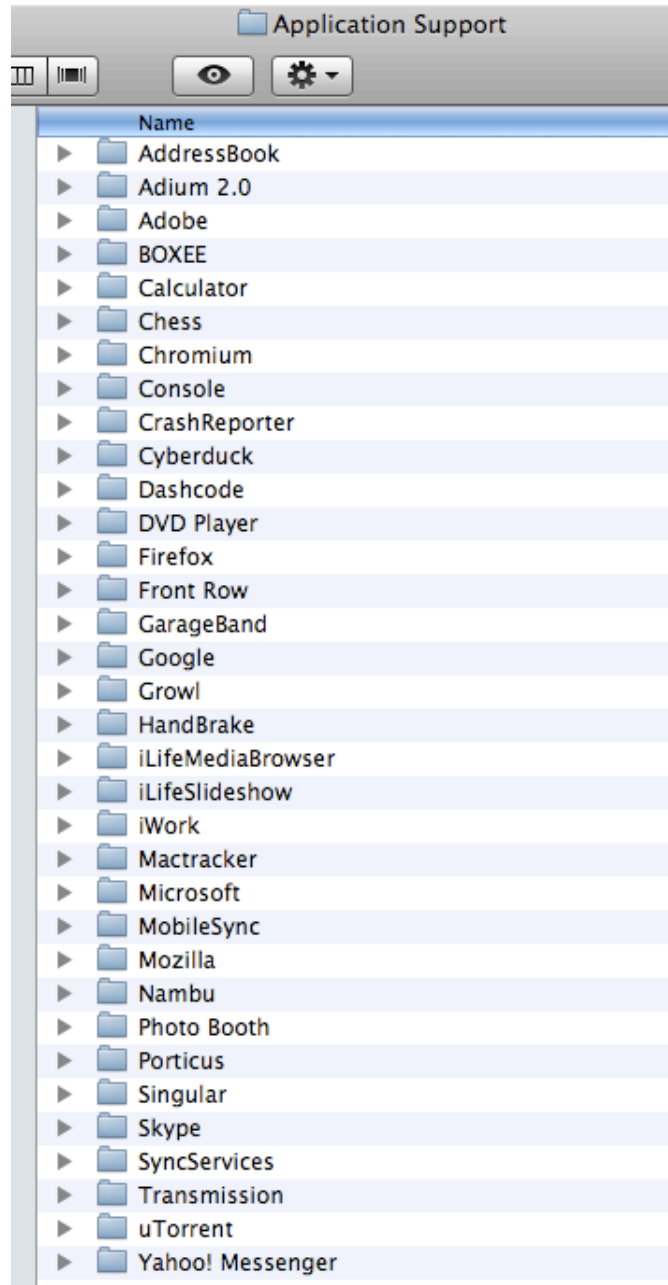 Application Support
Name
AddressBook
Adium 2.0
Adobe
BOXEE
Calculator
Chess
Chromium
Console
CrashReporter
Cyberduck
Dashcode
DVD Player
Firefox
Front Row
GarageBand
Google
Growl
HandBrake
iLifeMediaBrowser
iLifeSlideshow
iWork
Mactracker
Microsoft
MobileSync
Mozilla
Nambu
Photo Booth
Porticus
Singular
Skype
SyncServices
Transmission
uTorrent
Yahoo! Messenger